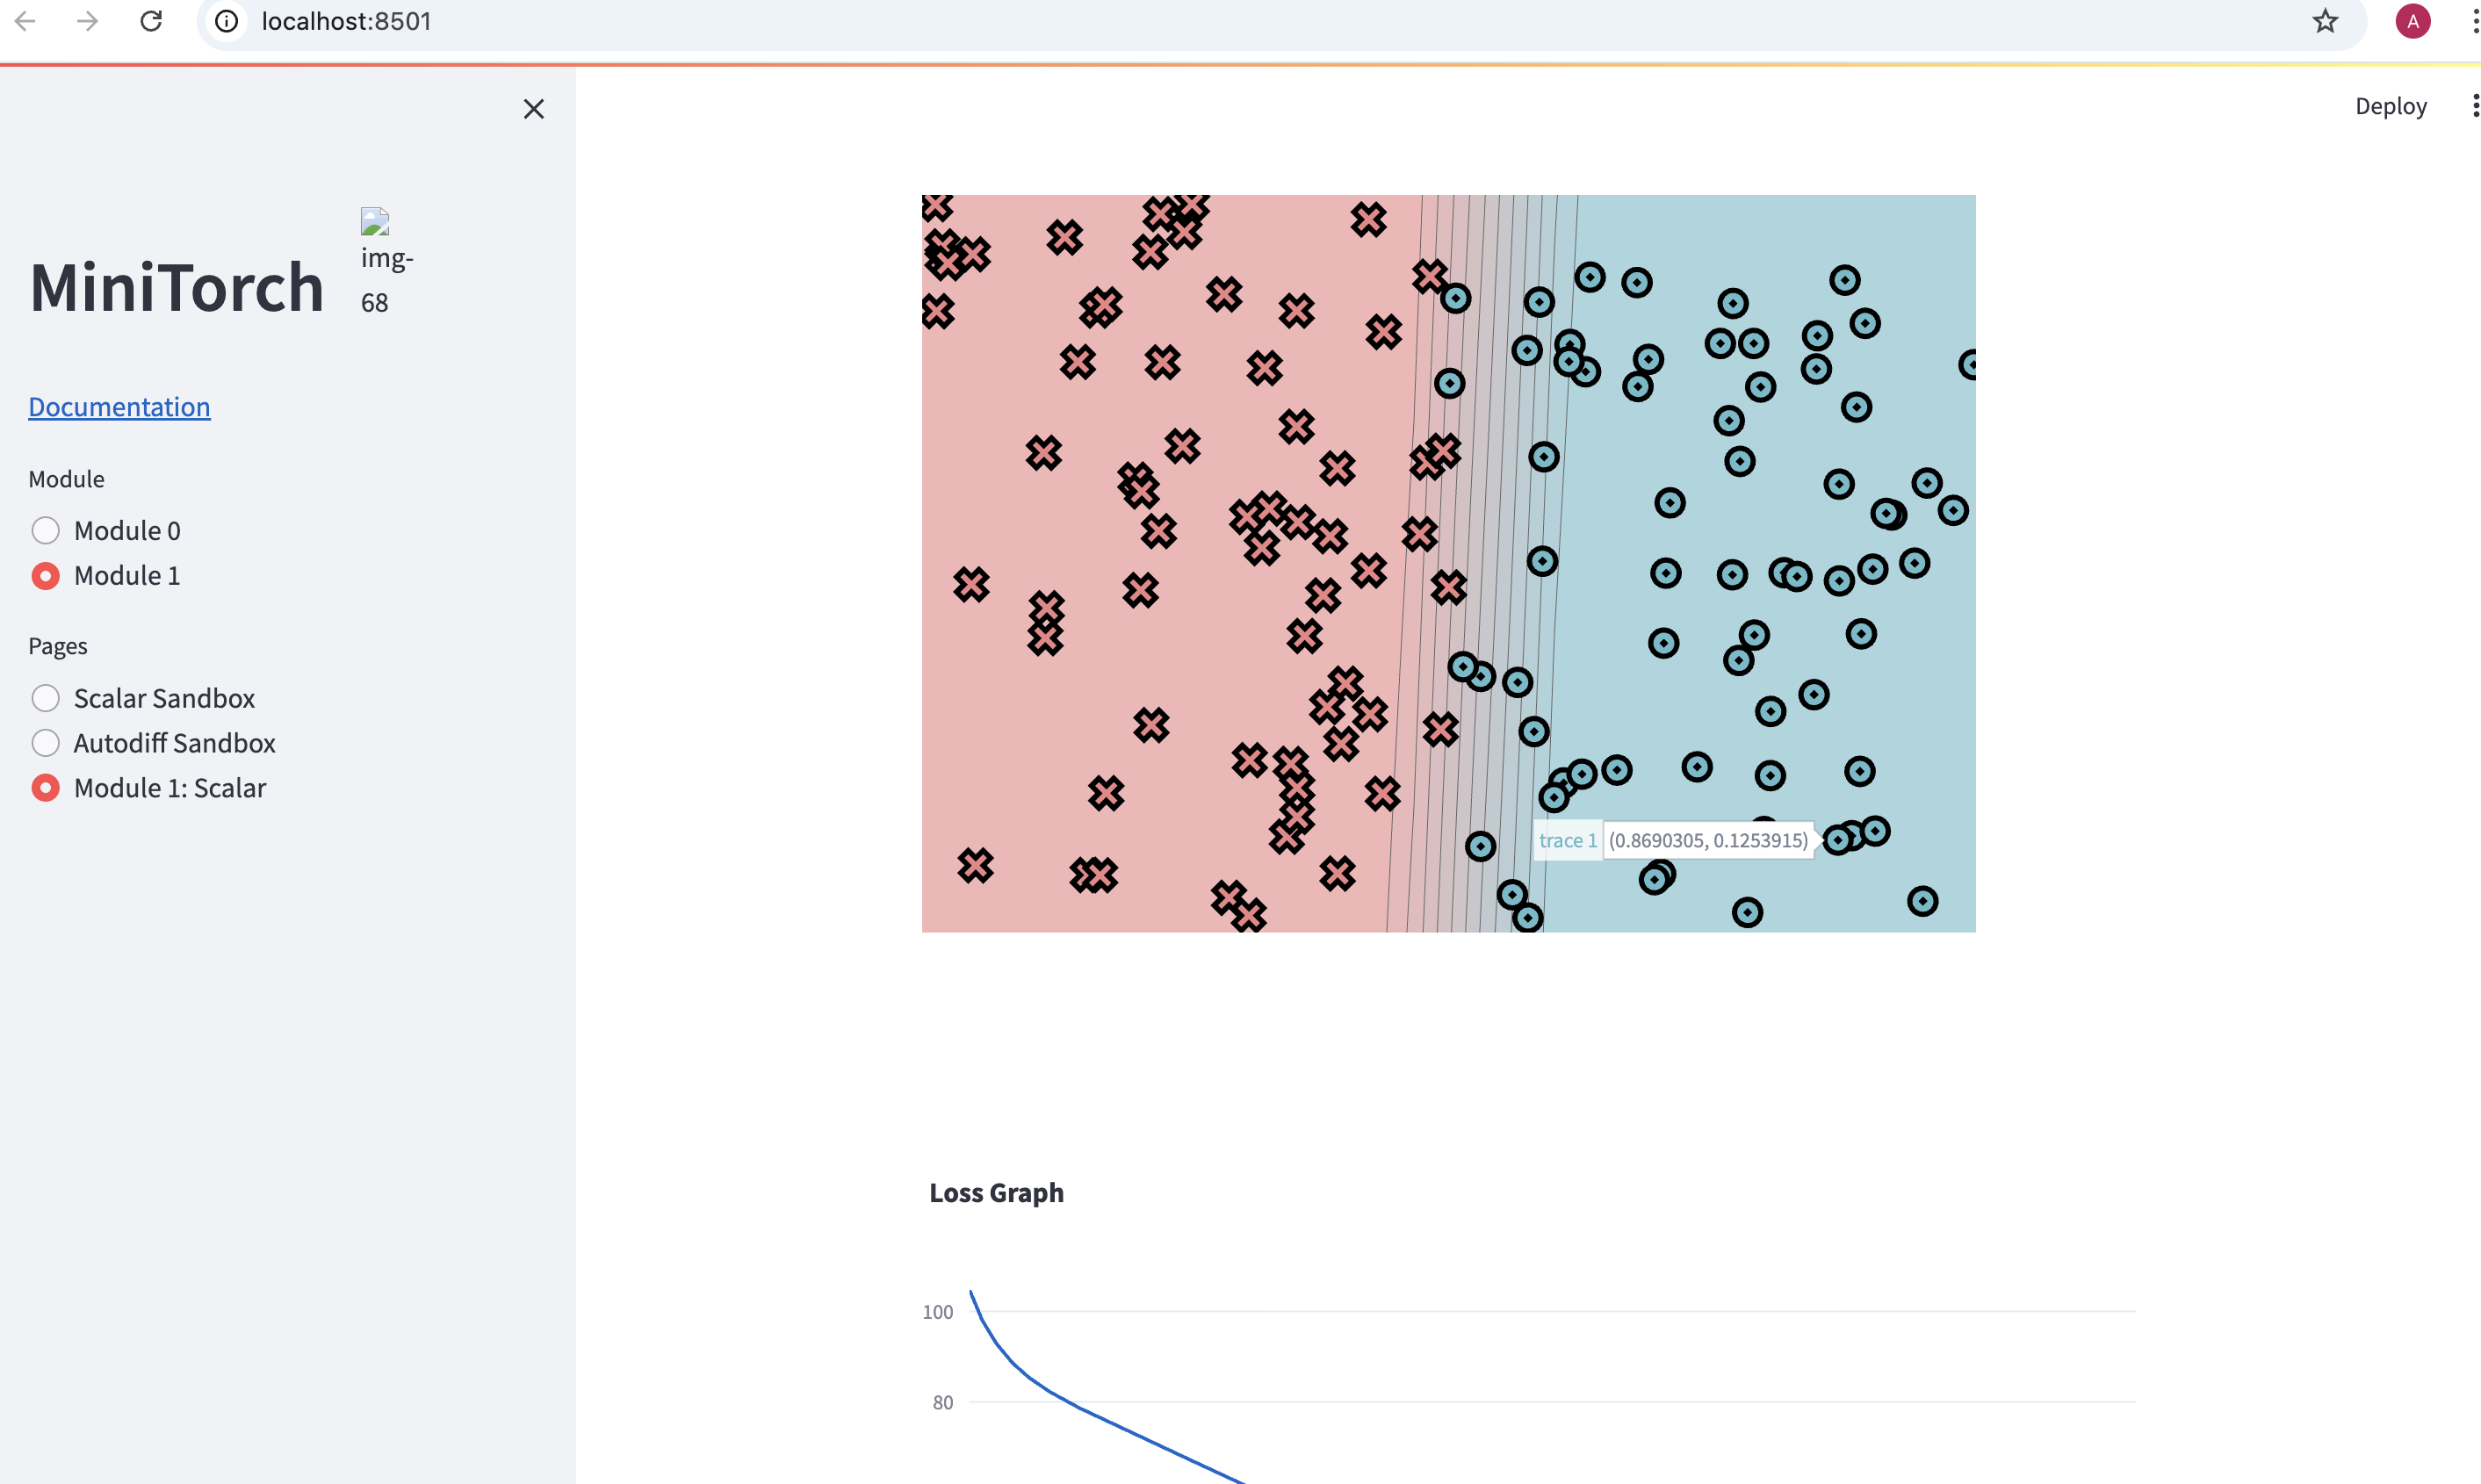 localhost:8501
A
Deploy
MiniTorch
img-
68
Documentation
Module
Module 0
Module 1
Pages
Scalar Sandbox
Autodiff Sandbox
Module 1: Scalar
trace 1 (0.8690305, 0.1253915)
Loss Graph
100
80